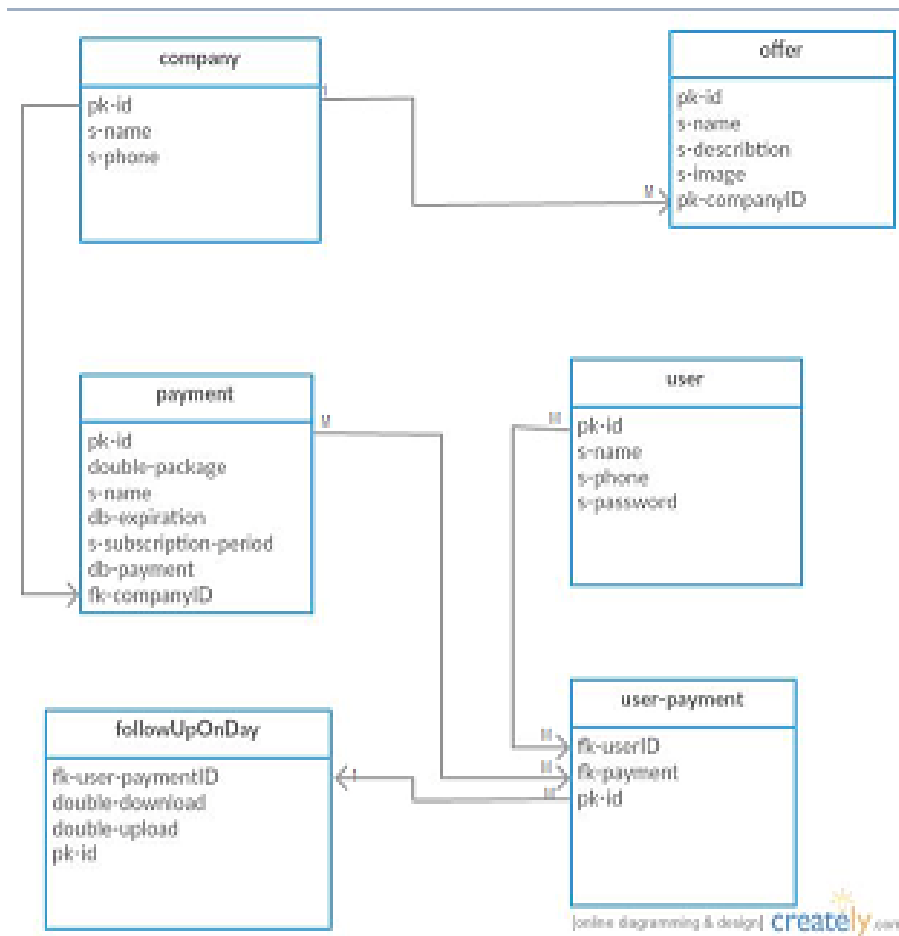 company
pk-id
s-name
s-phone
1
offer
pk-id
s-name
s-describtion
s-image
pk-companyID
M
payment
pk-id
double-package
s-name
db-expiration
s-subscription-period
db-payment
fk-companyID
M
user
pk-id
s-name
s-phone
s-password
M
followUpOnDay
fk-user-paymentID
double-download
double-upload
pk-id
1
user-payment
fk-userID
fk-payment
pk-id
M
M
M
[online diagramming & design] creately.com